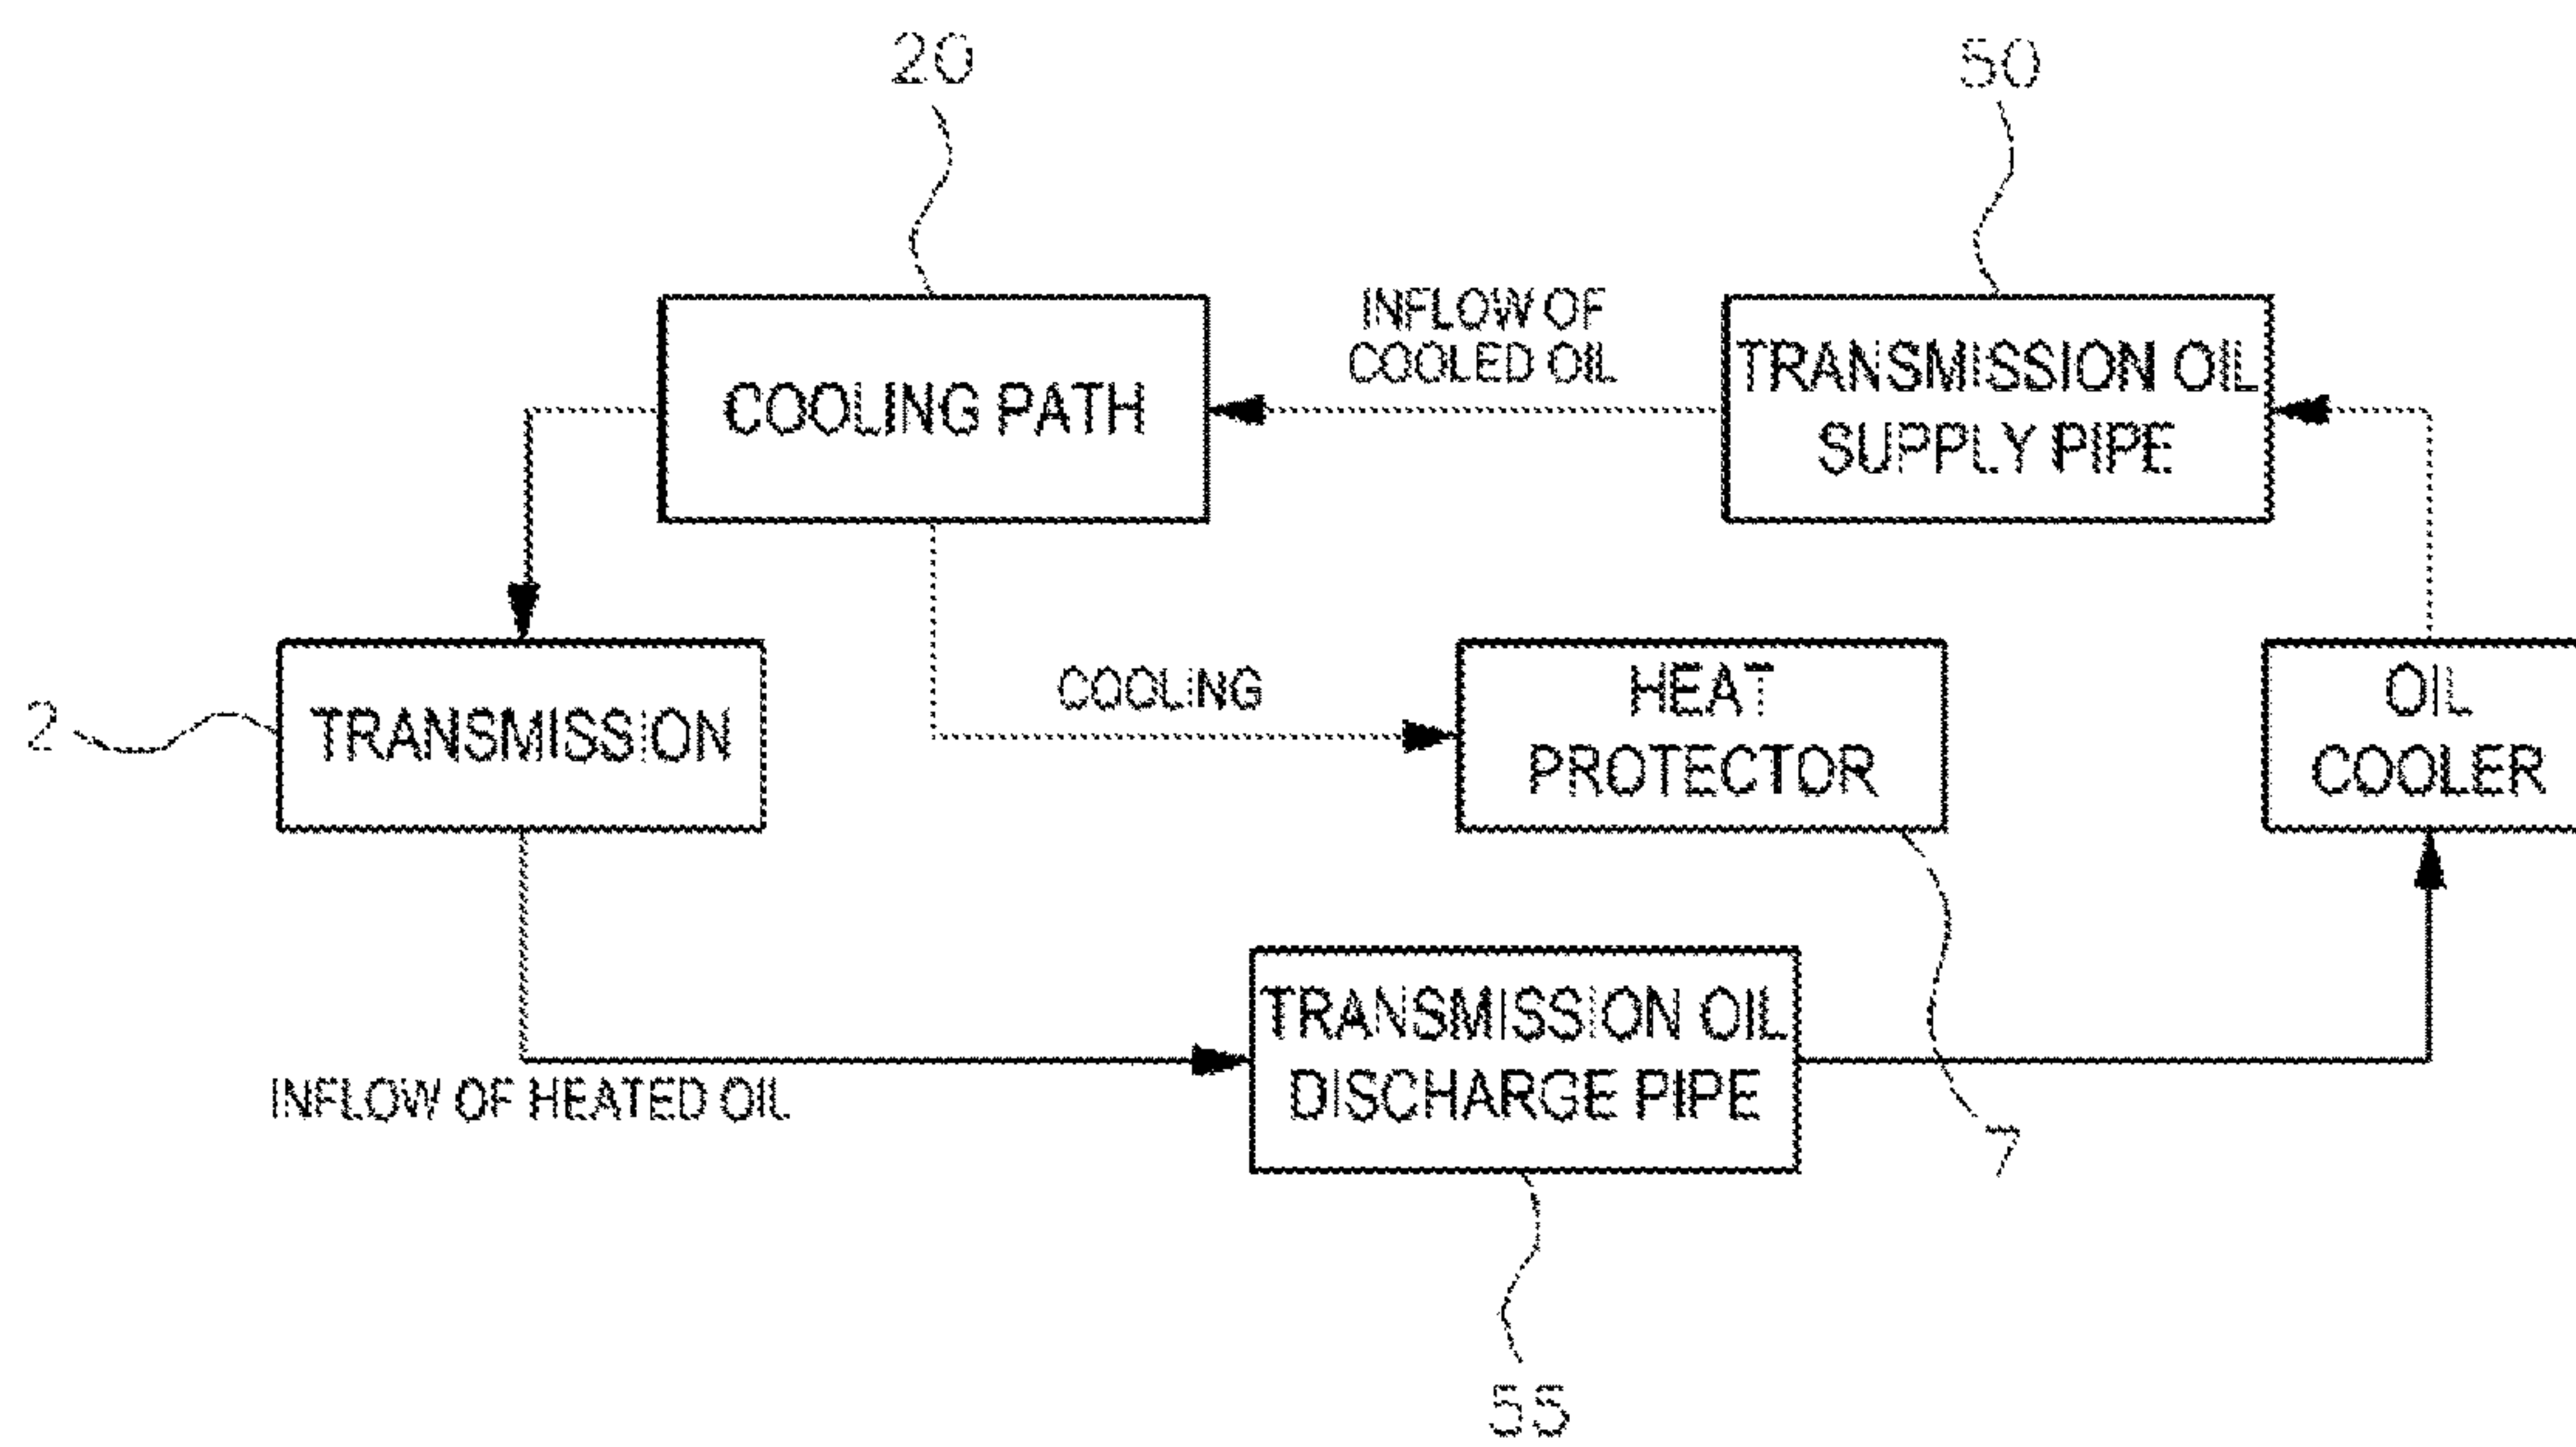 20
50
INFLOW OF
COOLED OIL
COOLING PATH
TRANSMISSION OIL
SUPPLY PIPE
2
TRANSMISSION
COOLING
HEAT
PROTECTOR
OIL
COOLER
INFLOW OF HEATED OIL
TRANSMISSION OIL
DISCHARGE PIPE
7
55